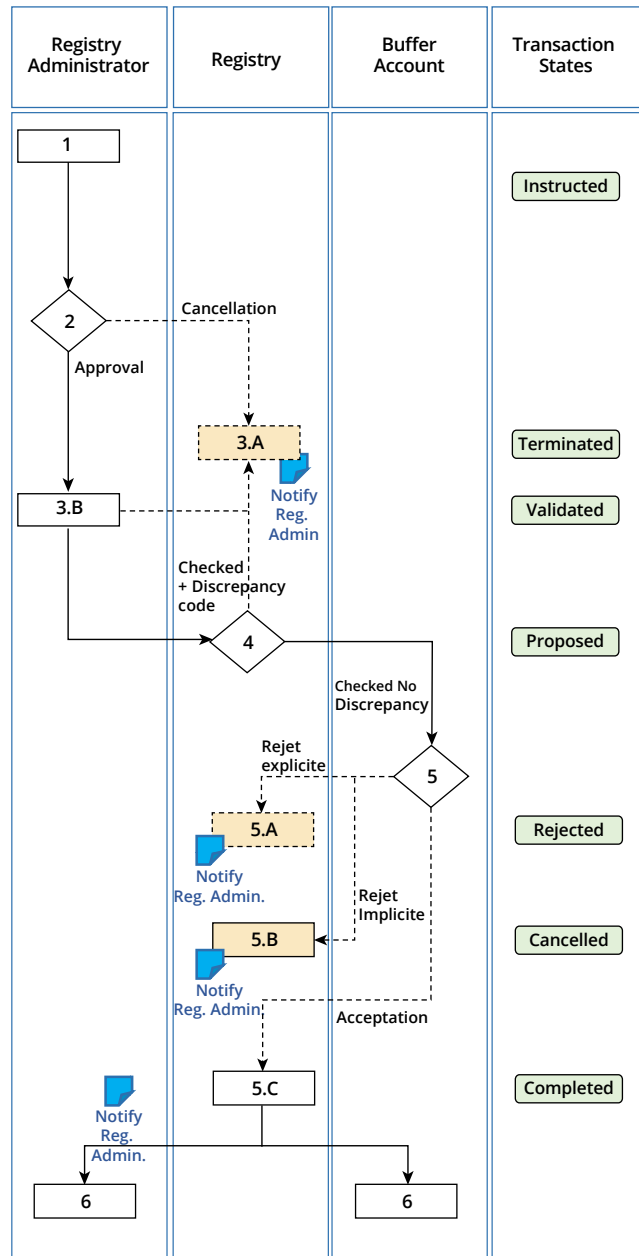 Registry
Administrator
Registry
Buffer
Account
Transaction
States
1
Instructed
2
Cancellation
Approval
3.A
Terminated
Notify
Reg.
Admin
3.B
Validated
Checked
+ Discrepancy
code
4
Proposed
Checked No
Discrepancy
5
Rejet
explicite
5.A
Rejected
Notify
Reg. Admin.
Rejet
Implicite
5.B
Cancelled
Notify
Reg. Admin
Acceptation
5.C
Completed
Notify
Reg.
Admin.
6
6